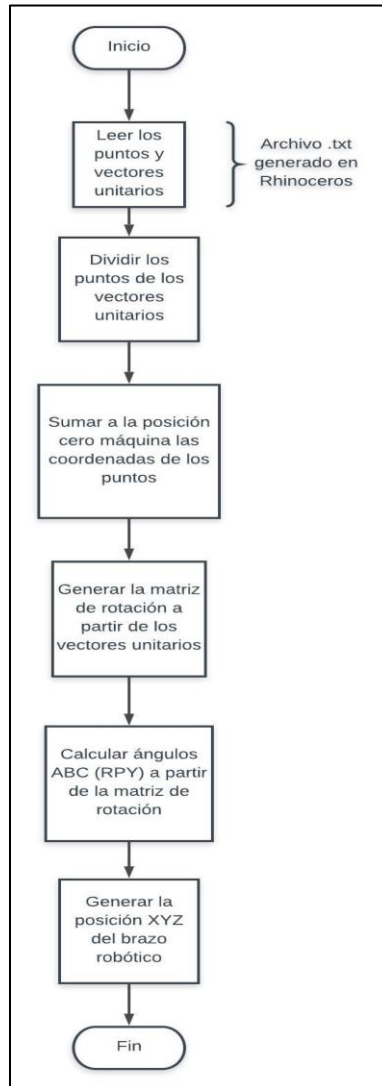 Inicio
Leer los
puntos y
vectores
unitarios
Archivo .txt
generado en
Rhinoceros
Dividir los
puntos de los
vectores
unitarios
Sumar a la posición
cero máquina las
coordenadas de los
puntos
Generar la matriz
de rotación a
partir de los
vectores unitarios
Calcular ángulos
ABC (RPY) a partir
de la matriz de
rotación
Generar la
posición XYZ
del brazo
robótico
Fin